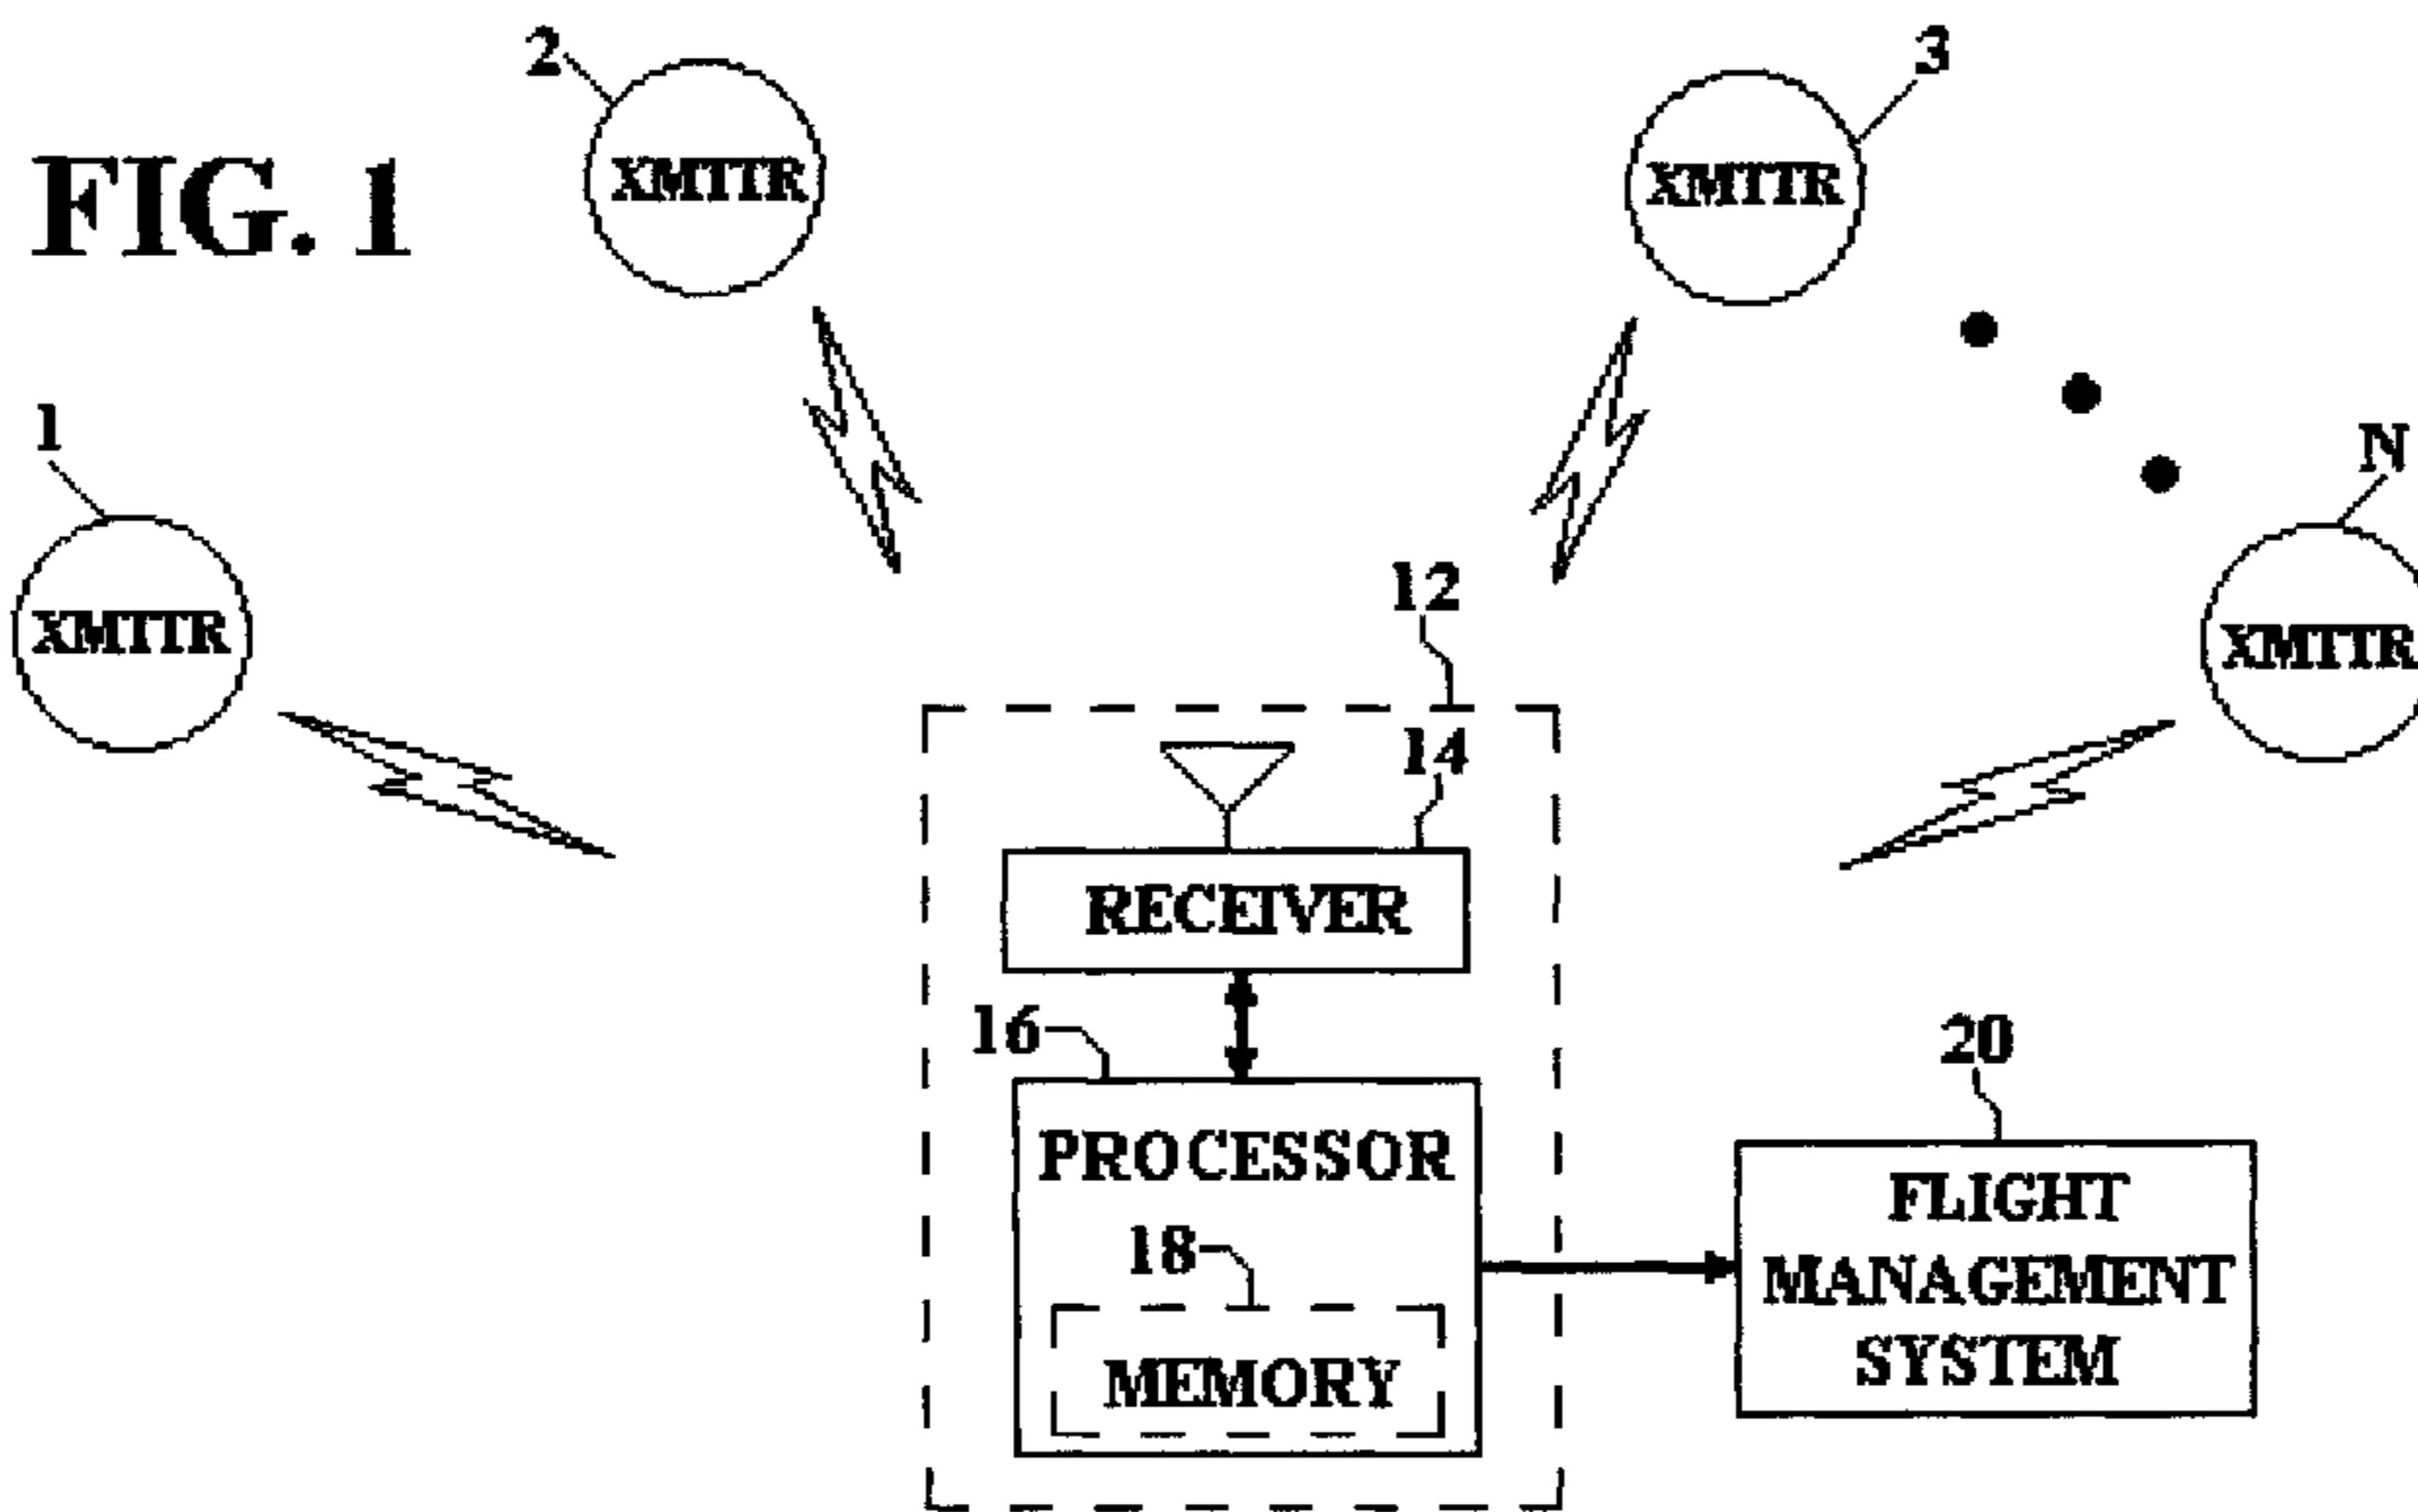 2
3
FIG. 1
XMTTR
XMTTR
1
N
12
XMTTR
XMTTR
14
RECEIVER
16
20
PROCESSOR
FLIGHT
18
MANAGEMENT
MEMORY
SYSTEM